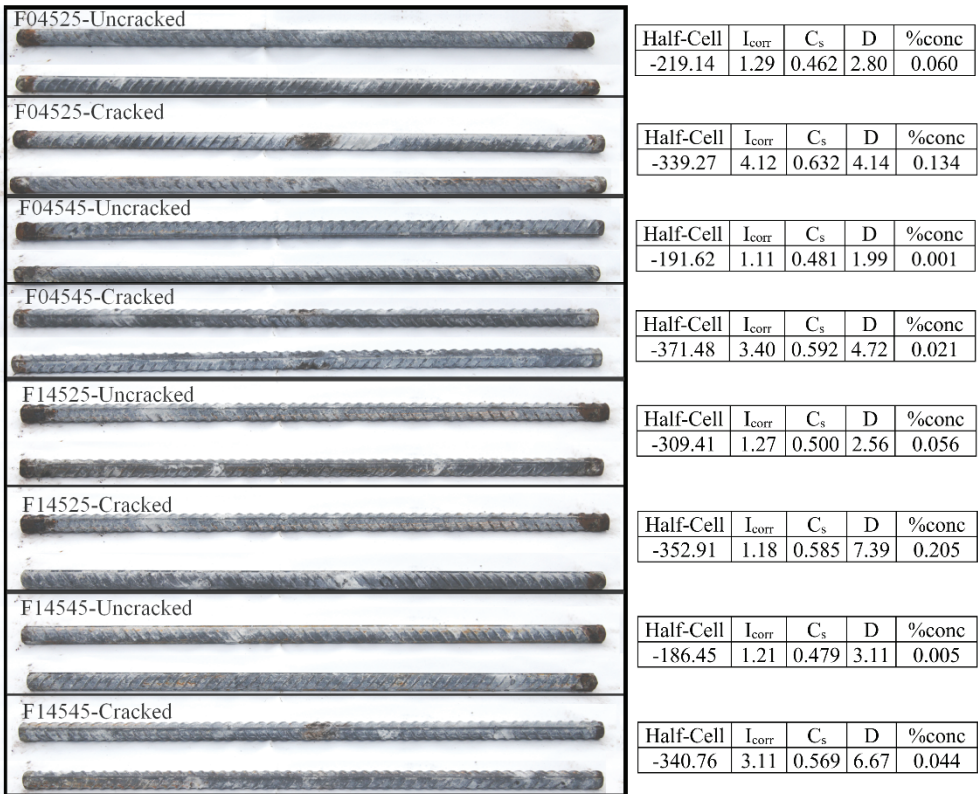 F04525-Uncracked
Half-Cell Icorr Cs D %conc
-219.14 1.29 0.462 2.80 0.060
F04525-Cracked
Half-Cell Icorr Cs D %conc
-339.27 4.12 0.632 4.14 0.134
F04545-Uncracked
Half-Cell Icorr Cs D %conc
-191.62 1.11 0.481 1.99 0.001
F04545-Cracked
Half-Cell Icorr Cs D %conc
-371.48 3.40 0.592 4.72 0.021
F14525-Uncracked
Half-Cell Icorr Cs D %conc
-309.41 1.27 0.500 2.56 0.056
F14525-Cracked
Half-Cell Icorr Cs D %conc
-352.91 1.18 0.585 7.39 0.205
F14545-Uncracked
Half-Cell Icorr Cs D %conc
-186.45 1.21 0.479 3.11 0.005
F14545-Cracked
Half-Cell Icorr Cs D %conc
-340.76 3.11 0.569 6.67 0.044